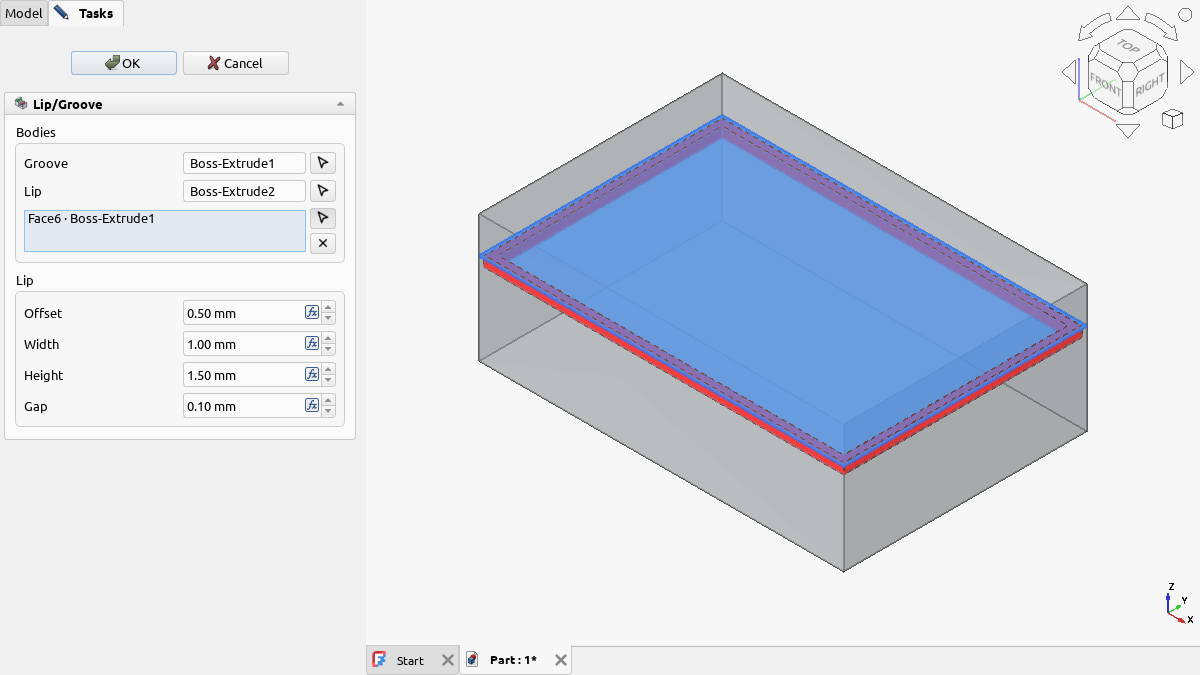 Model
Tasks
OK
Cancel
Lip/Groove
Bodies
Groove
Boss-Extrude1
Lip
Boss-Extrude2
Face6 · Boss-Extrude1
Lip
Offset
0.50 mm
Width
1.00 mm
Height
1.50 mm
Gap
0.10 mm
TOP
FRONT
RIGHT
Z
Y
X
Start
Part : 1*